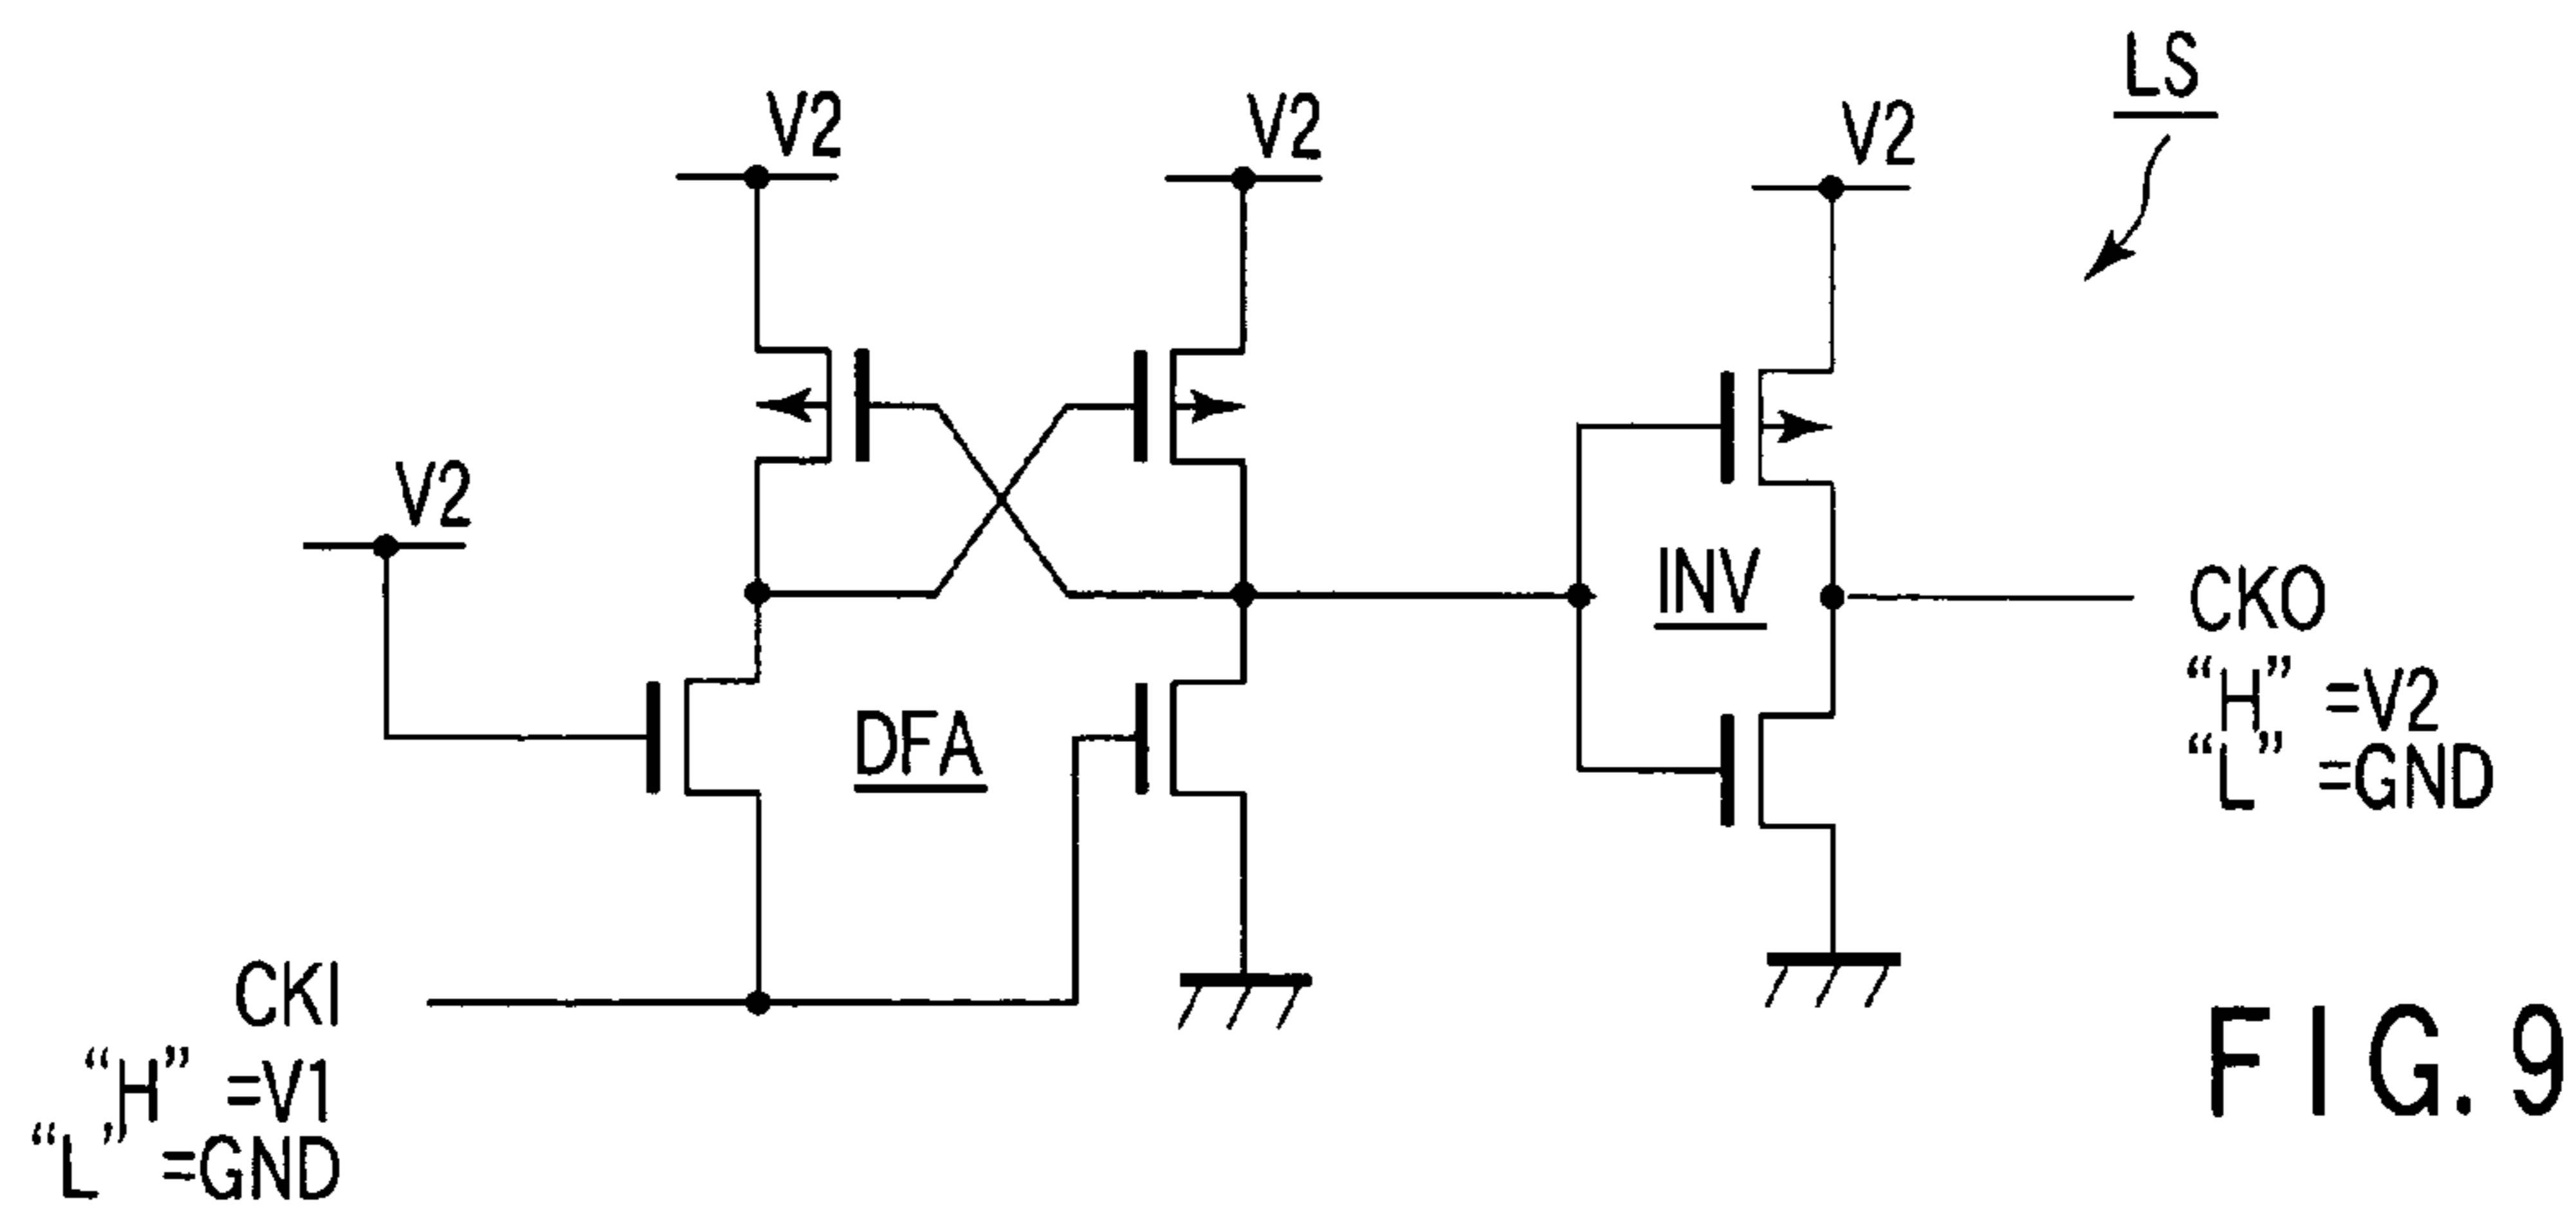 LS
V2
V2
V2
V2
INV
CKO
“H” =V2
“L” =GND
DFA
CKI
“H” =V1
“L” =GND
FIG. 9